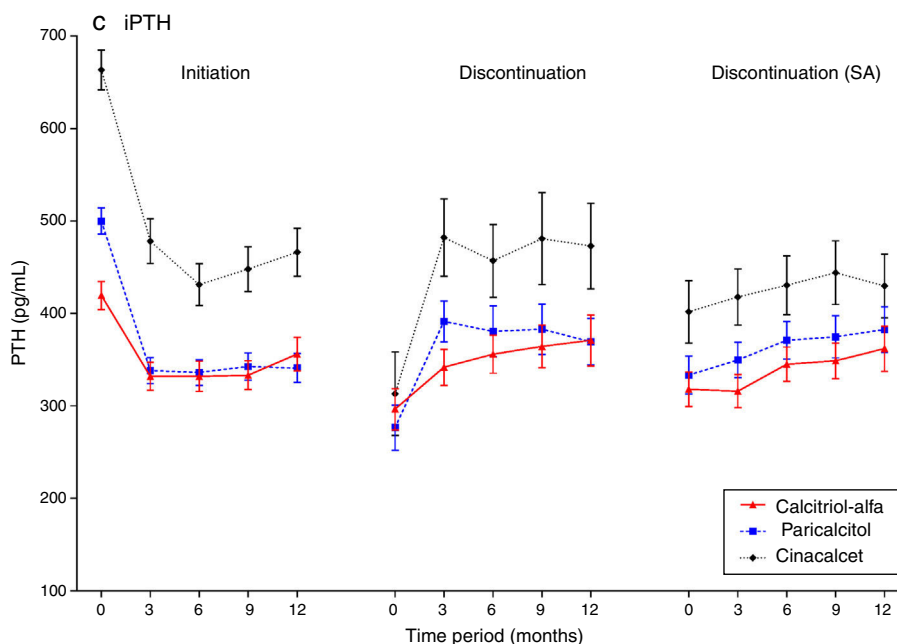 C iPTH
700
600
500
400
300
200
100
PTH (pg/mL)
Initiation
Discontinuation
Discontinuation (SA)
0 3 6 9 12
0 3 6 9 12
0 3 6 9 12
Time period (months)
Calcitriol-alfa
Paricalcitol
Cinacalcet